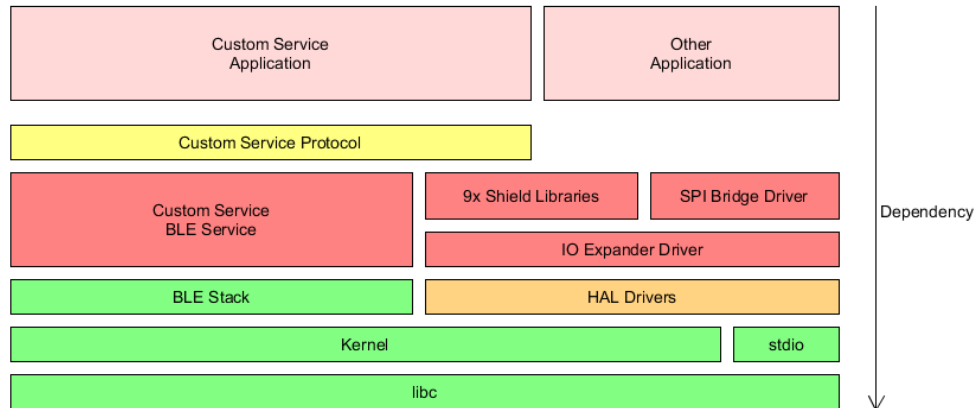 Custom Service
Application
Other
Application
Custom Service Protocol
Custom Service
BLE Service
9x Shield Libraries
SPI Bridge Driver
Dependency
IO Expander Driver
BLE Stack
HAL Drivers
Kernel
stdio
libc